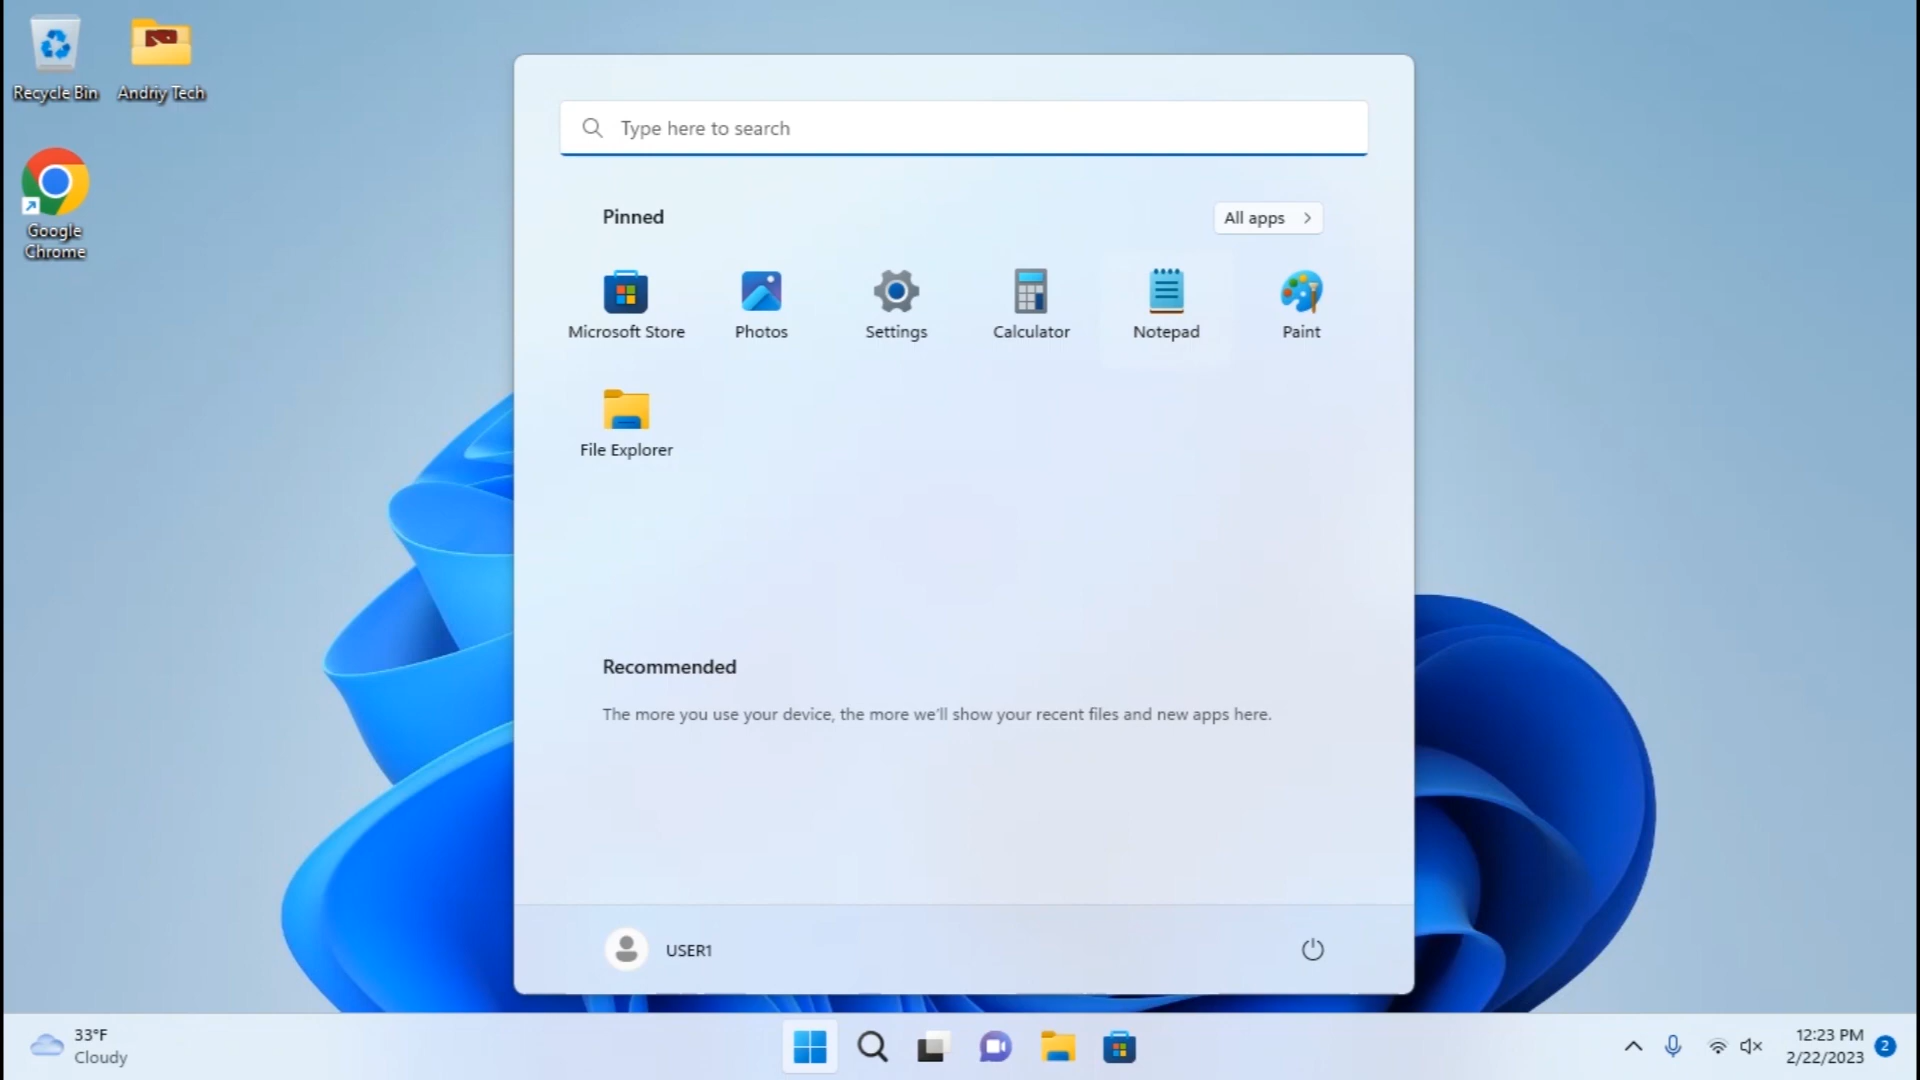 Recycle Bin
Andriy Tech
Google
Chrome
Type here to search
Pinned
All apps
Microsoft Store
Photos
Settings
Calculator
Notepad
Paint
File Explorer
Recommended
The more you use your device, the more we'll show your recent files and new apps here.
USER1
33°F
Cloudy
12:23 PM
2/22/2023
2